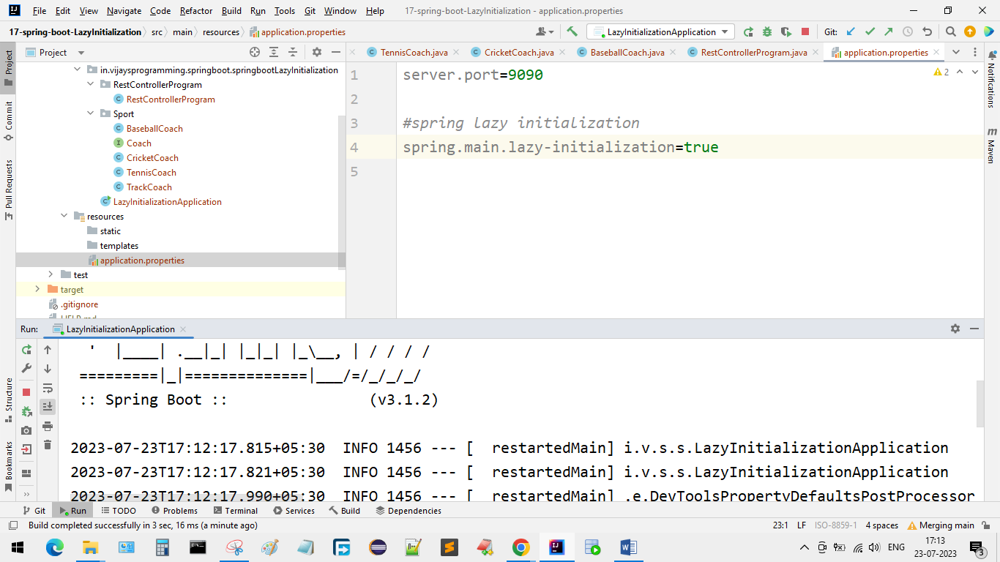 File Edit View Navigate Code Refactor Build Run Tools Git Window Help 17-spring-boot-LazyInitialization - application.properties
17-spring-boot-LazyInitialization src main resources application.properties LazyInitializationApplication Git:
Project
TennisCoach.java CricketCoach.java BaseballCoach.java RestControllerProgram.java application.properties
in.vijaysprogramming.springboot.springbootLazyInitialization
RestControllerProgram
RestControllerProgram
Sport
BaseballCoach
Coach
CricketCoach
TennisCoach
TrackCoach
LazyInitializationApplication
resources
static
templates
application.properties
test
target
.gitignore
HELP.md
1 server.port=9090
2
3 #spring lazy initialization
4 spring.main.lazy-initialization=true
5
2
Project
Commit
Pull Requests
Structure
Bookmarks
Notifications
m Maven
Run: LazyInitializationApplication
' |____| .__|_| |_|_| |_\__, | / / / /
=========|_|==============|___/=/_/_/_/
:: Spring Boot :: (v3.1.2)
2023-07-23T17:12:17.815+05:30 INFO 1456 --- [ restartedMain] i.v.s.s.LazyInitializationApplication
2023-07-23T17:12:17.821+05:30 INFO 1456 --- [ restartedMain] i.v.s.s.LazyInitializationApplication
2023-07-23T17:12:17.990+05:30 INFO 1456 --- [ restartedMain] .e.DevToolsPropertyDefaultsPostProcessor
Git Run TODO Problems Terminal Services Build Dependencies
Build completed successfully in 3 sec, 16 ms (a minute ago) 23:1 LF ISO-8859-1 4 spaces Merging main
ENG 17:13
23-07-2023 3